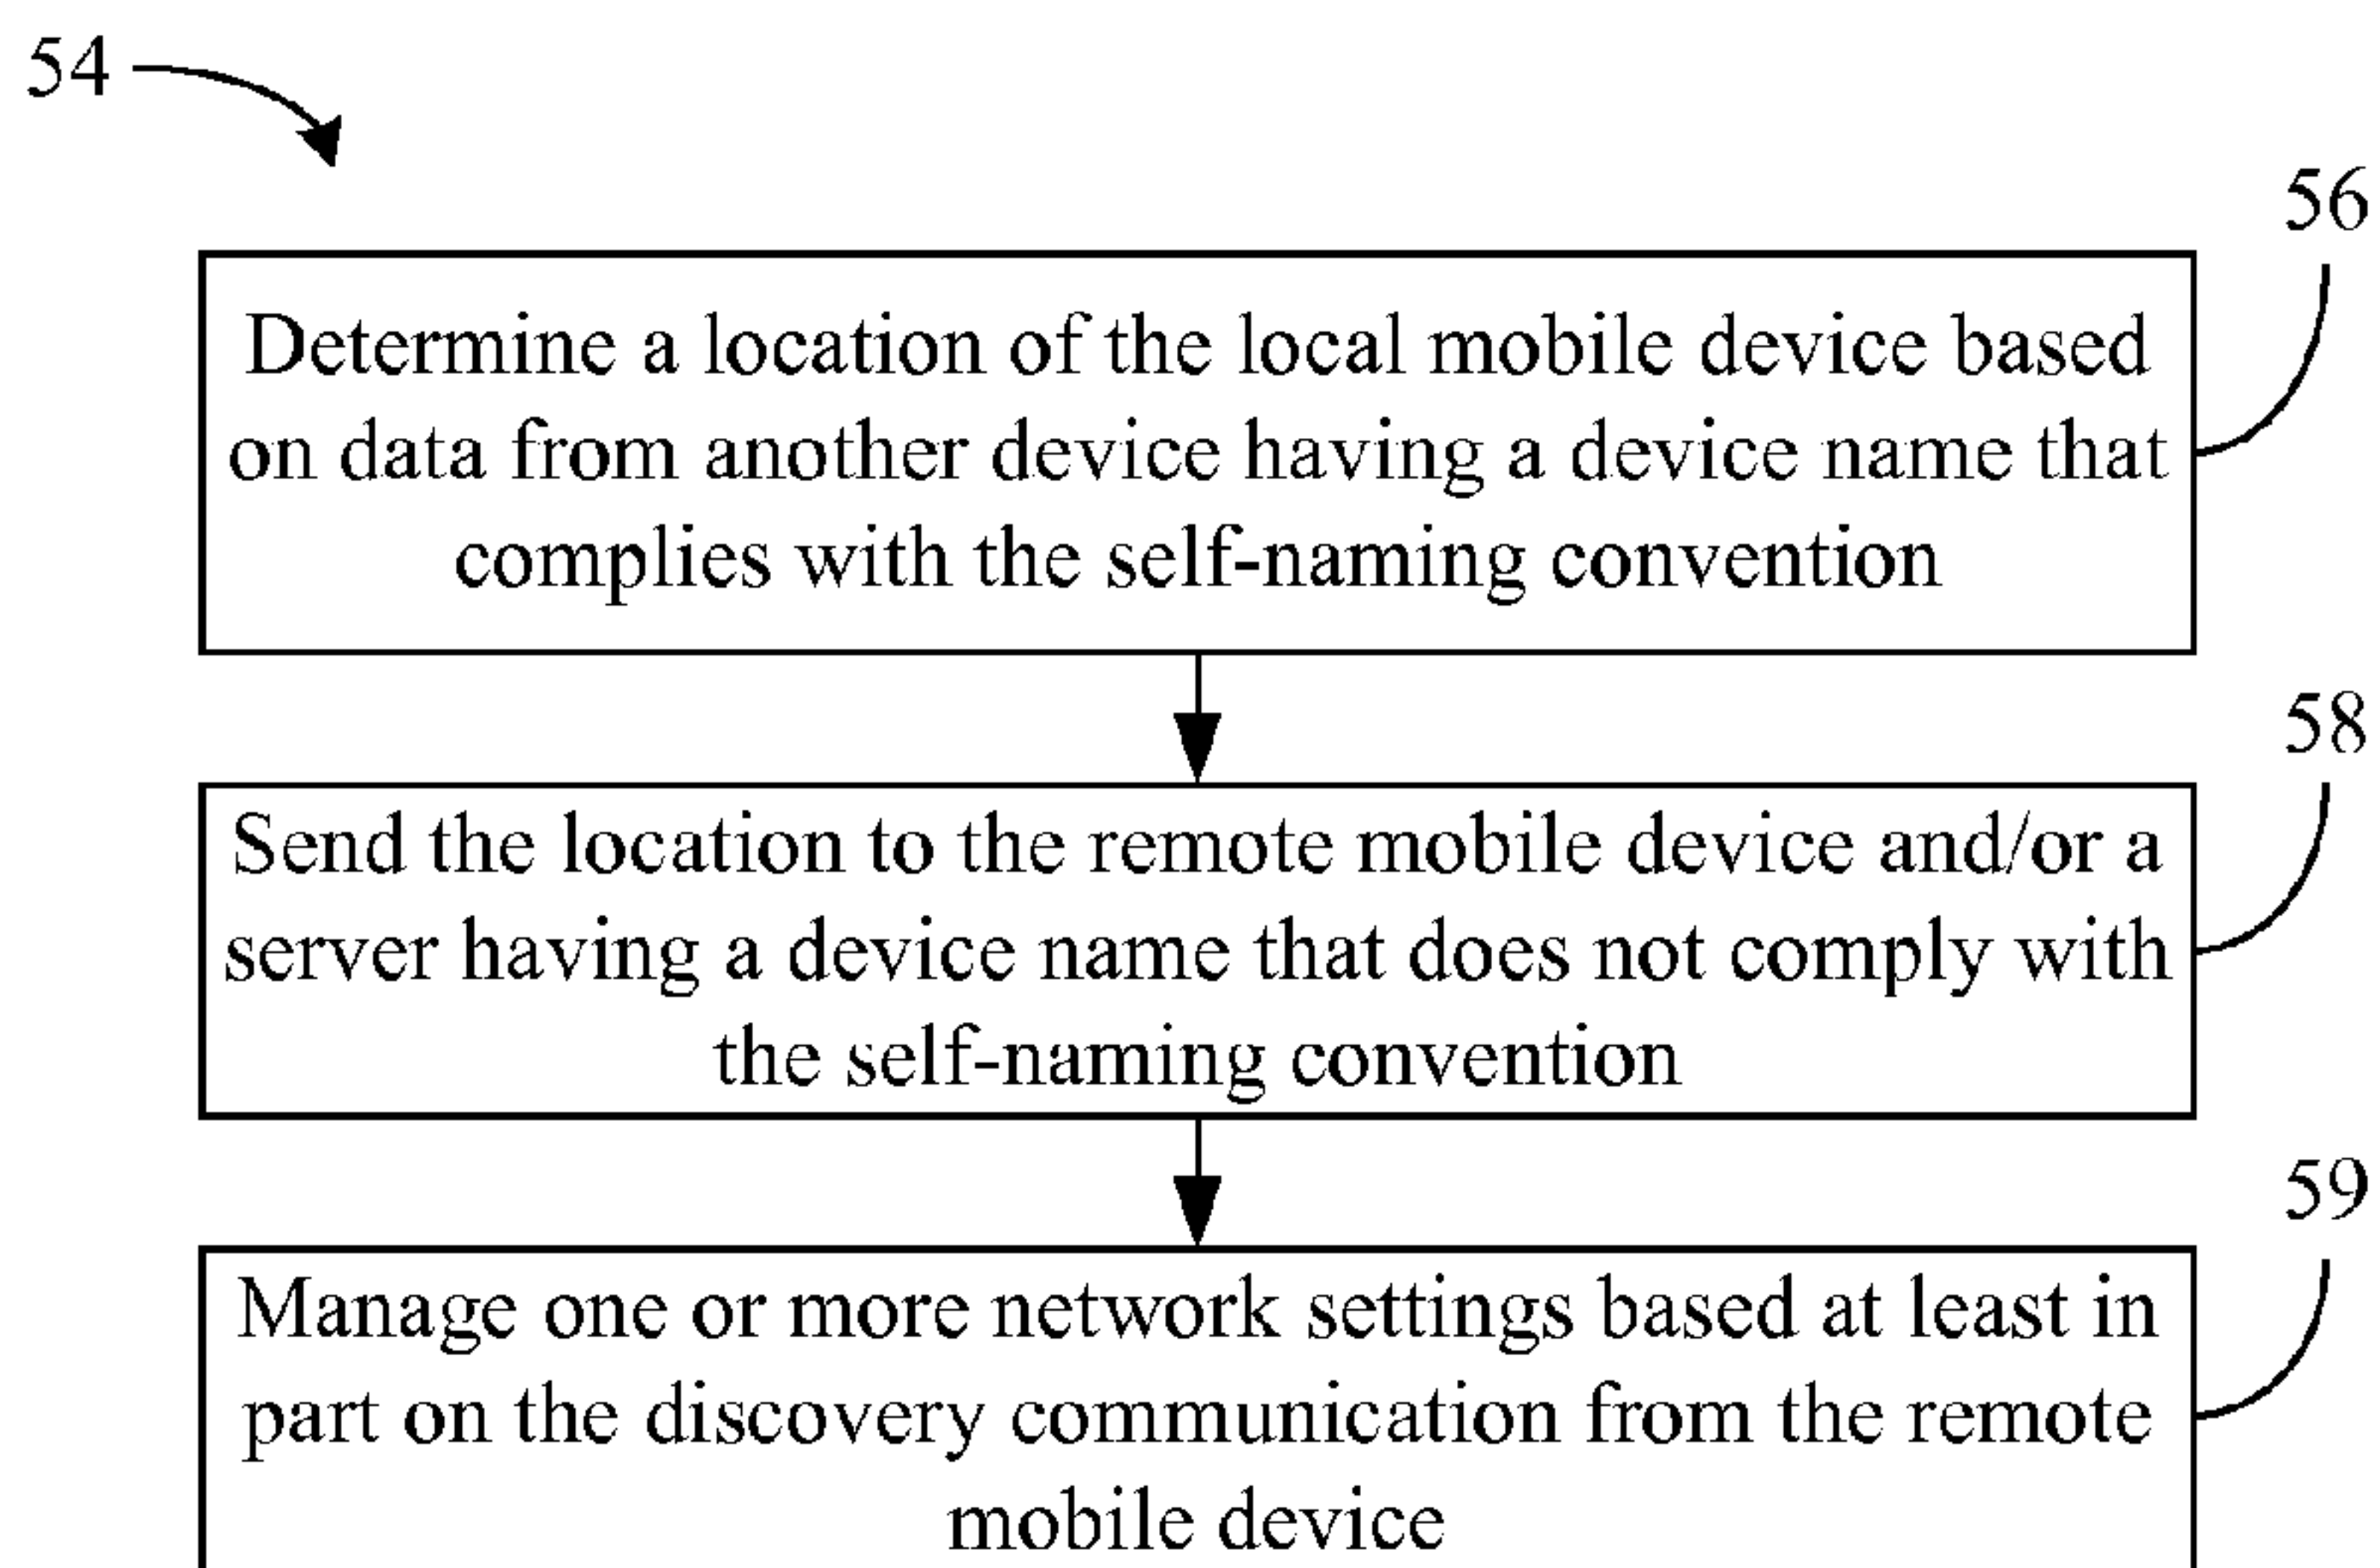 54
56
Determine a location of the local mobile device based
on data from another device having a device name that
complies with the self-naming convention
58
Send the location to the remote mobile device and/or a
server having a device name that does not comply with
the self-naming convention
59
Manage one or more network settings based at least in
part on the discovery communication from the remote
mobile device